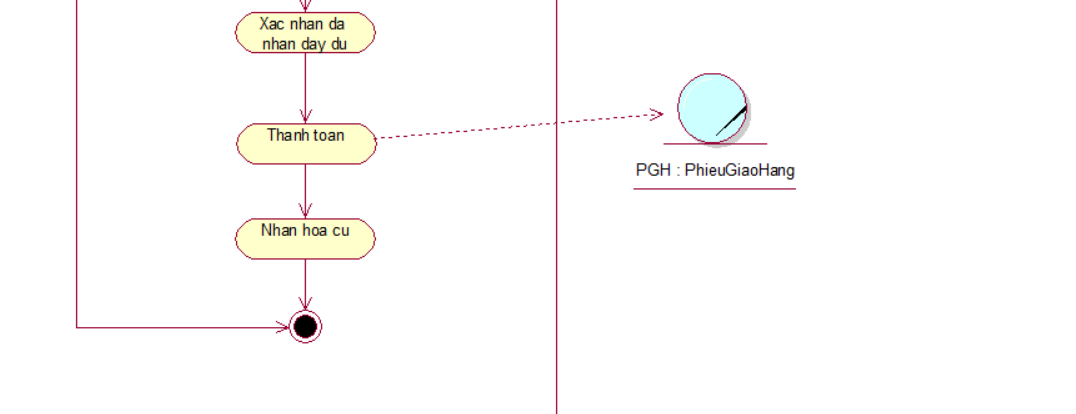 Xac nhan da
nhan day du
Thanh toan
PGH : PhieuGiaoHang
Nhan hoa cu